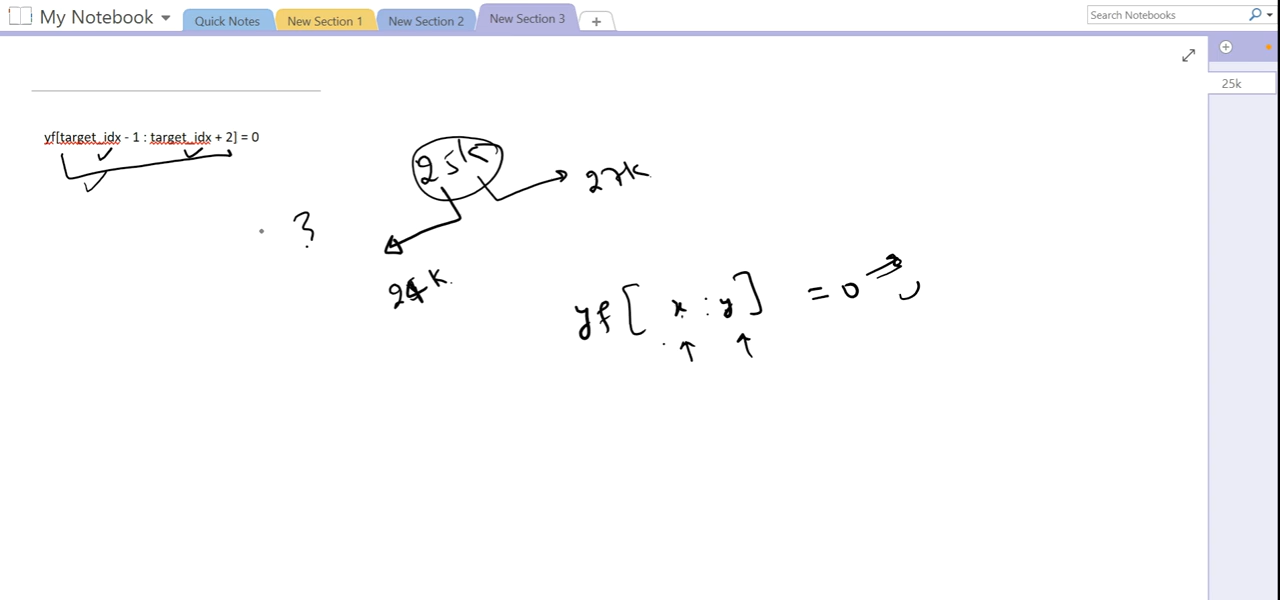 My Notebook
Quick Notes
New Section 1
New Section 2
New Section 3
Search Notebooks
25k
yf[target_idx - 1 : target_idx + 2] = 0
25K
27K
?
24K
yf[ x : y ] = 0